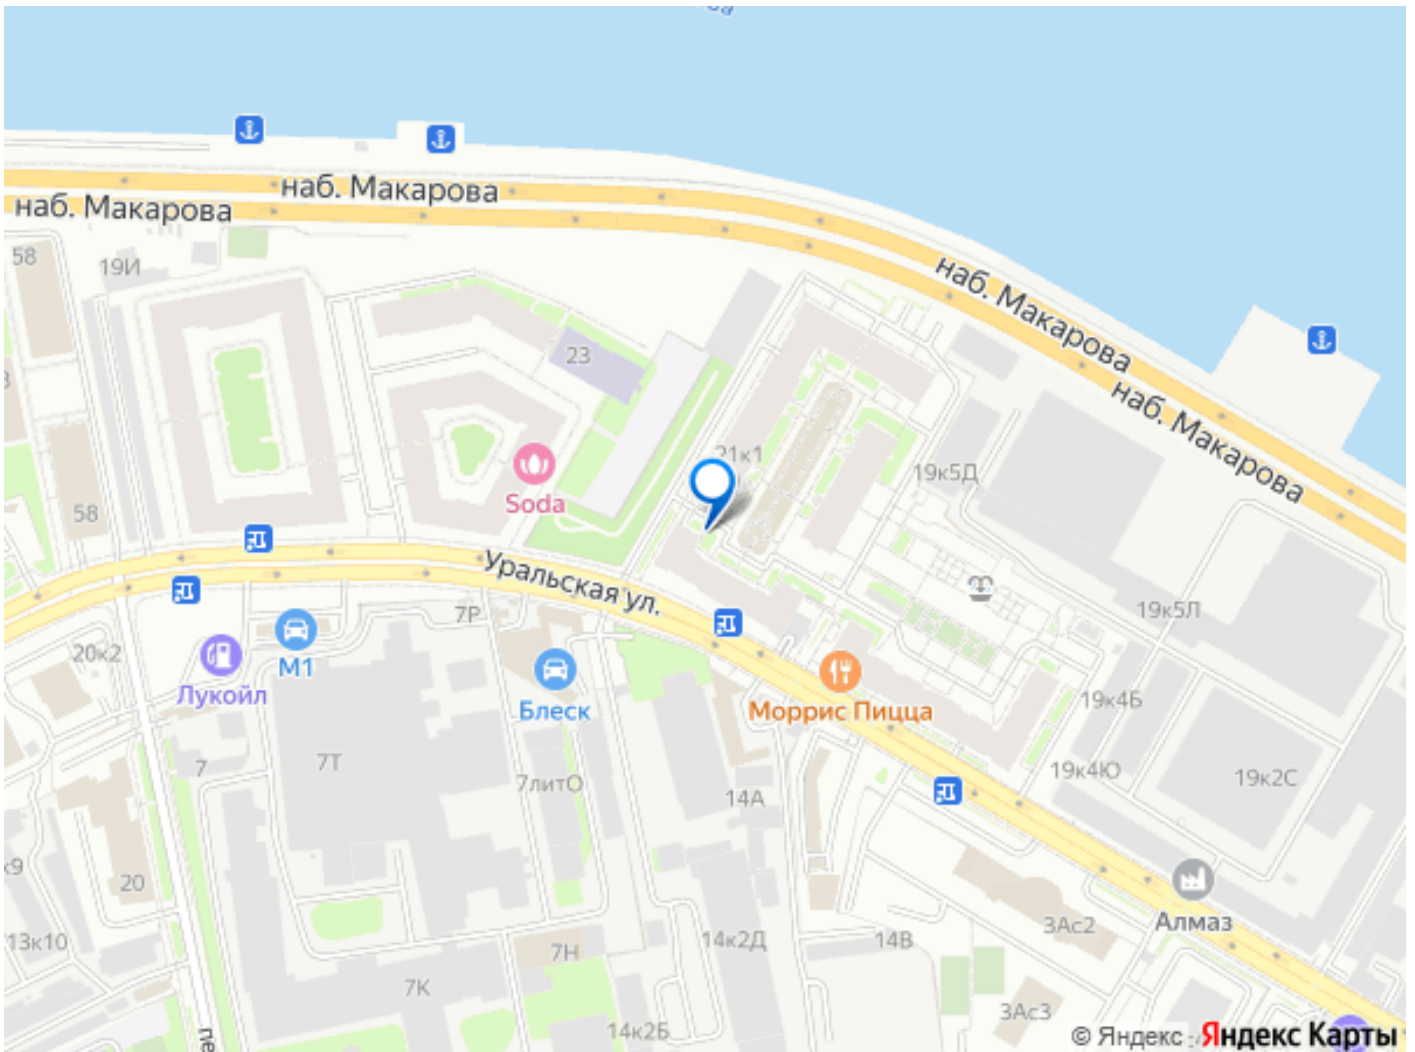 наб. Макарова
наб. Макарова
58
19И
наб. Макарова
23
наб. Макарова
21к1
19к5Д
Soda
58
Уральская ул.
7Р
19к5Л
20к2
М1
Лукойл
Блеск
Моррис Пицца
19к4Б
7
7Т
7литО
14А
19к4Ю
19к2С
20
Алмаз
3Ас2
13к10
14к2Д
14В
7Н
7К
3Ас3
14к2Б
© Яндекс
Яндекс Карты